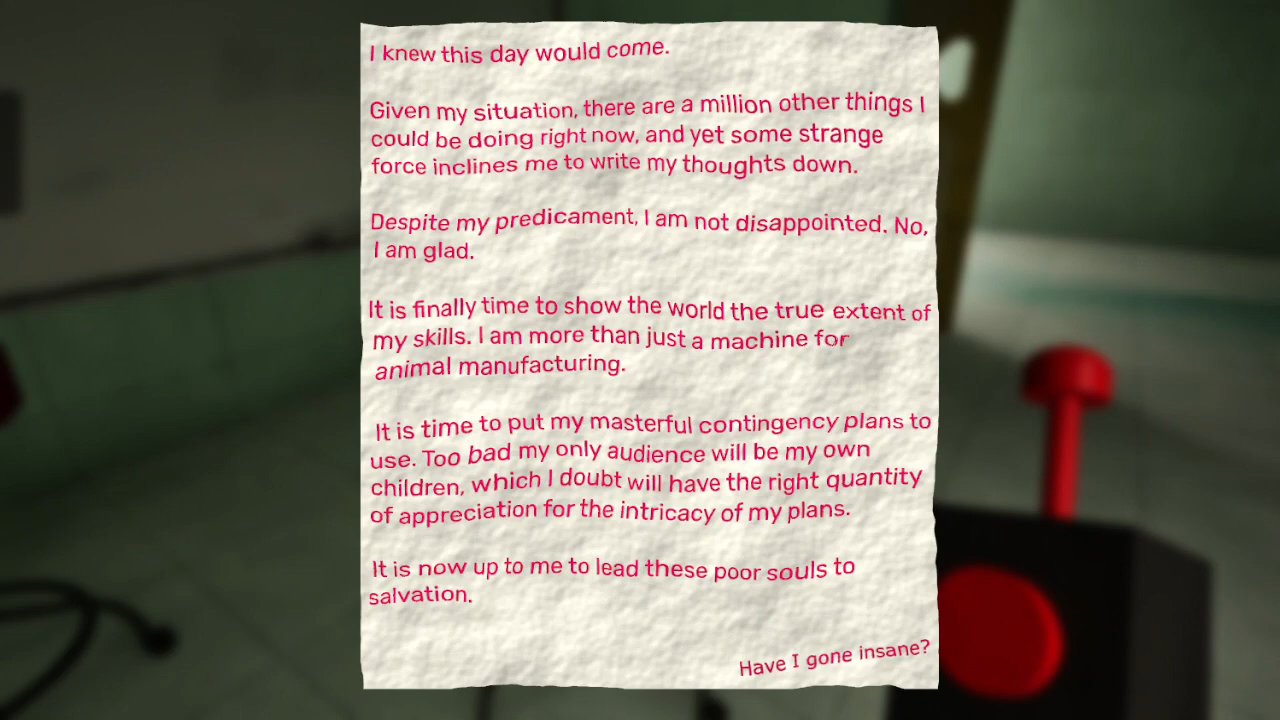 I knew this day would come.
Given my situation, there are a million other things I
could be doing right now, and yet some strange
force inclines me to write my thoughts down.
Despite my predicament, I am not disappointed. No,
I am glad.
It is finally time to show the world the true extent of
my skills. I am more than just a machine for
animal manufacturing.
It is time to put my masterful contingency plans to
use. Too bad my only audience will be my own
children, which I doubt will have the right quantity
of appreciation for the intricacy of my plans.
It is now up to me to lead these poor souls to
salvation.
Have I gone insane?